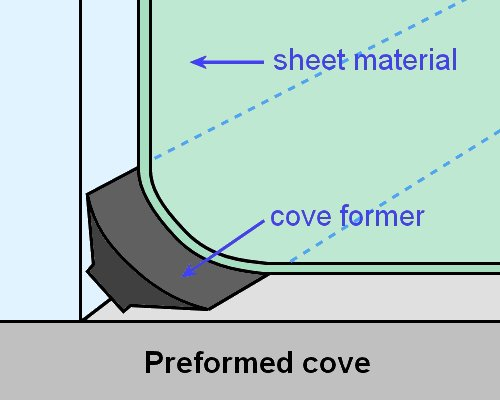 sheet material
cove former
Preformed cove